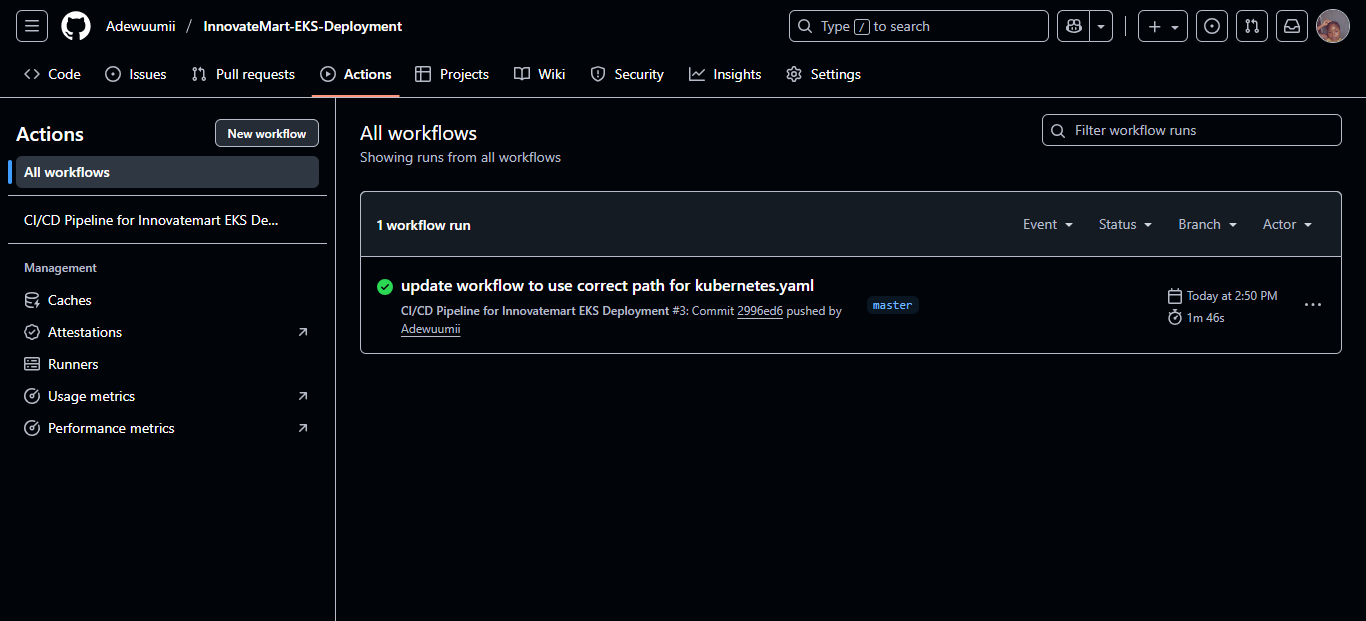 Adewuumii / InnovateMart-EKS-Deployment
Type / to search
Code
Issues
Pull requests
Actions
Projects
Wiki
Security
Insights
Settings
Actions
New workflow
All workflows
CI/CD Pipeline for Innovatemart EKS De...
Management
Caches
Attestations
Runners
Usage metrics
Performance metrics
All workflows
Showing runs from all workflows
Filter workflow runs
1 workflow run
Event
Status
Branch
Actor
update workflow to use correct path for kubernetes.yaml
CI/CD Pipeline for Innovatemart EKS Deployment #3: Commit 2996ed6 pushed by
Adewuumii
master
Today at 2:50 PM
1m 46s